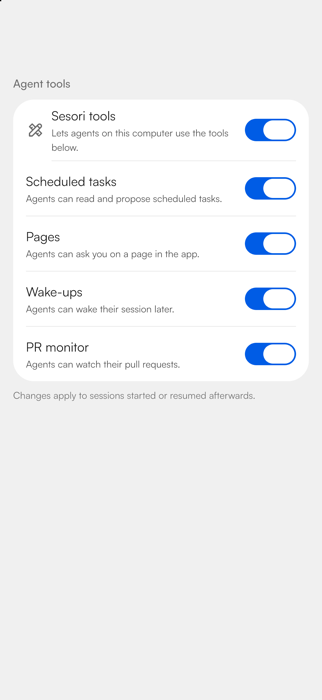 Agent tools
Sesori tools
Lets agents on this computer use the tools
below.
Scheduled tasks
Agents can read and propose scheduled tasks.
Pages
Agents can ask you on a page in the app.
Wake-ups
Agents can wake their session later.
PR monitor
Agents can watch their pull requests.
Changes apply to sessions started or resumed afterwards.